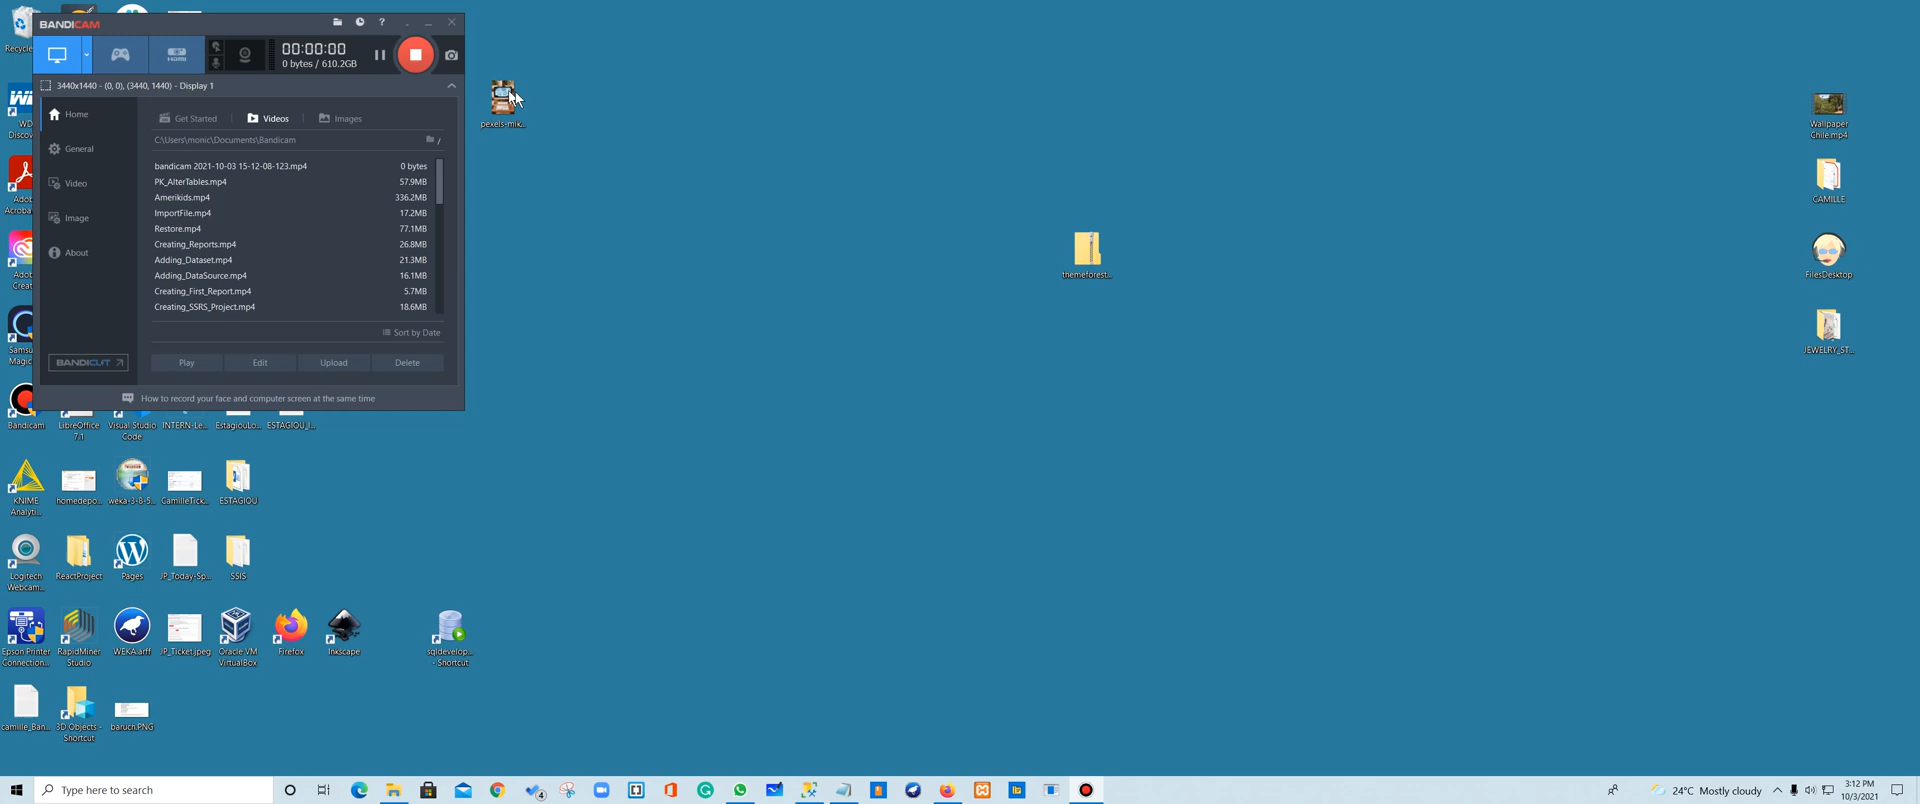 BANDICAM
00:00:00
0 bytes / 610.2GB
HDMI
3440x1440 - (0, 0), (3440, 1440) - Display 1
Home
General
Video
Image
About
BANDICUT
Get Started
Videos
Images
C:\Users\monic\Documents\Bandicam
bandicam 2021-10-03 15-12-08-123.mp4 0 bytes
PK_AlterTables.mp4 57.9MB
Amerikids.mp4 336.2MB
ImportFile.mp4 17.2MB
Restore.mp4 77.1MB
Creating_Reports.mp4 26.8MB
Adding_Dataset.mp4 21.3MB
Adding_DataSource.mp4 16.1MB
Creating_First_Report.mp4 5.7MB
Creating_SSRS_Project.mp4 18.6MB
Sort by Date
Play Edit Upload Delete
How to record your face and computer screen at the same time
pexels-mik...
themeforest...
Wallpaper
Chile.mp4
CAMILLE
FilesDesktop
JEWELRY_ST...
Bandicam
LibreOffice
7.1
Visual Studio
Code
INTERN-Le...
EstagiouLo...
ESTAGIOU_I...
KNIME
Analyti...
homedepo...
weka-3-8-5...
CamilleTick...
ESTAGIOU
Logitech
Webcam...
ReactProject
Pages
JP_Today-Sp...
SSIS
Epson Printer
Connection...
RapidMiner
Studio
WEKA.arff
JP_Ticket.jpeg
Oracle VM
VirtualBox
Firefox
Inkscape
sqldevelop...
- Shortcut
camille_Ban...
3D Objects -
Shortcut
baruch.PNG
Type here to search
24°C Mostly cloudy
3:12 PM
10/3/2021